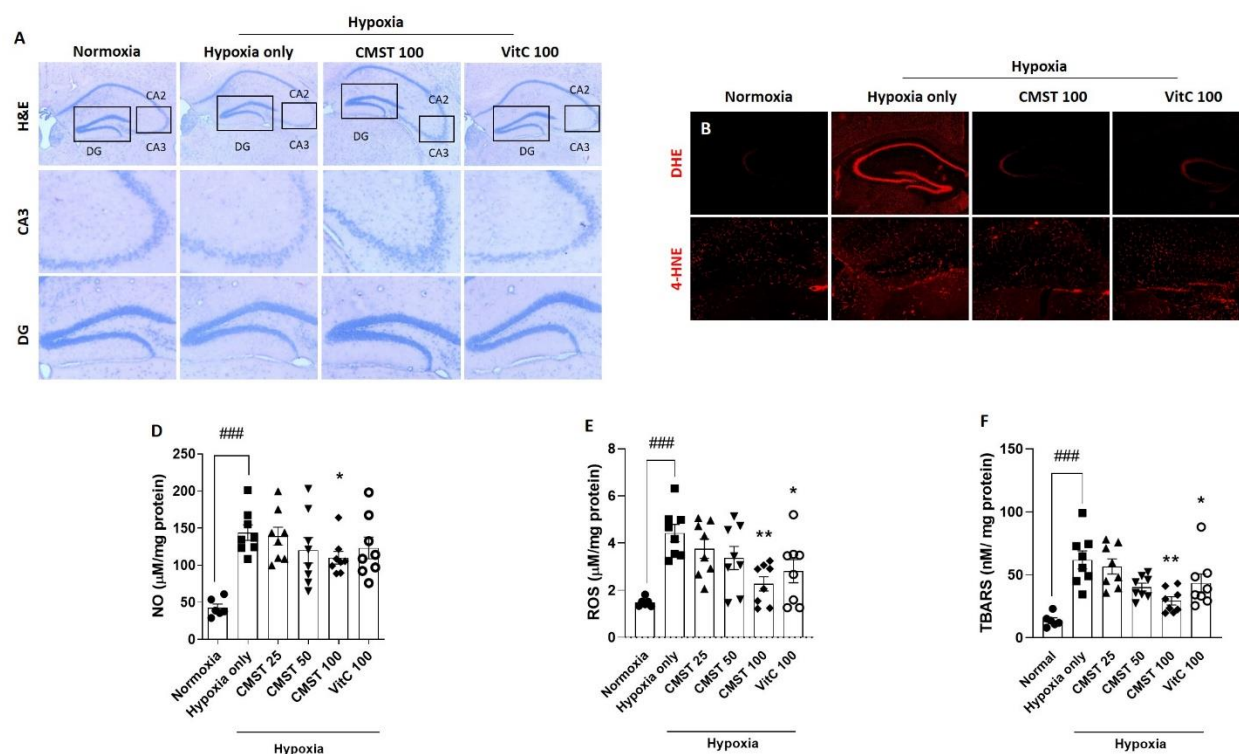 Hypoxia
A
Normoxia Hypoxia only CMST 100 VitC 100
H&E
CA2 CA2 CA2 CA2
DG CA3 DG CA3 DG CA3 DG CA3
CA3
DG
Hypoxia
Normoxia Hypoxia only CMST 100 VitC 100
B
DHE
4-HNE
D
###
*
NO (μM/mg protein)
250
200
150
100
50
0
Normoxia
Hypoxia only
CMST 25
CMST 50
CMST 100
VitC 100
Hypoxia
E
###
**
*
ROS (μM/mg protein)
8
6
4
2
0
Normoxia
Hypoxia only
CMST 25
CMST 50
CMST 100
VitC 100
Hypoxia
F
###
**
*
TBARS (nM/ mg protein)
150
100
50
0
Normal
Hypoxia only
CMST 25
CMST 50
CMST 100
VitC 100
Hypoxia